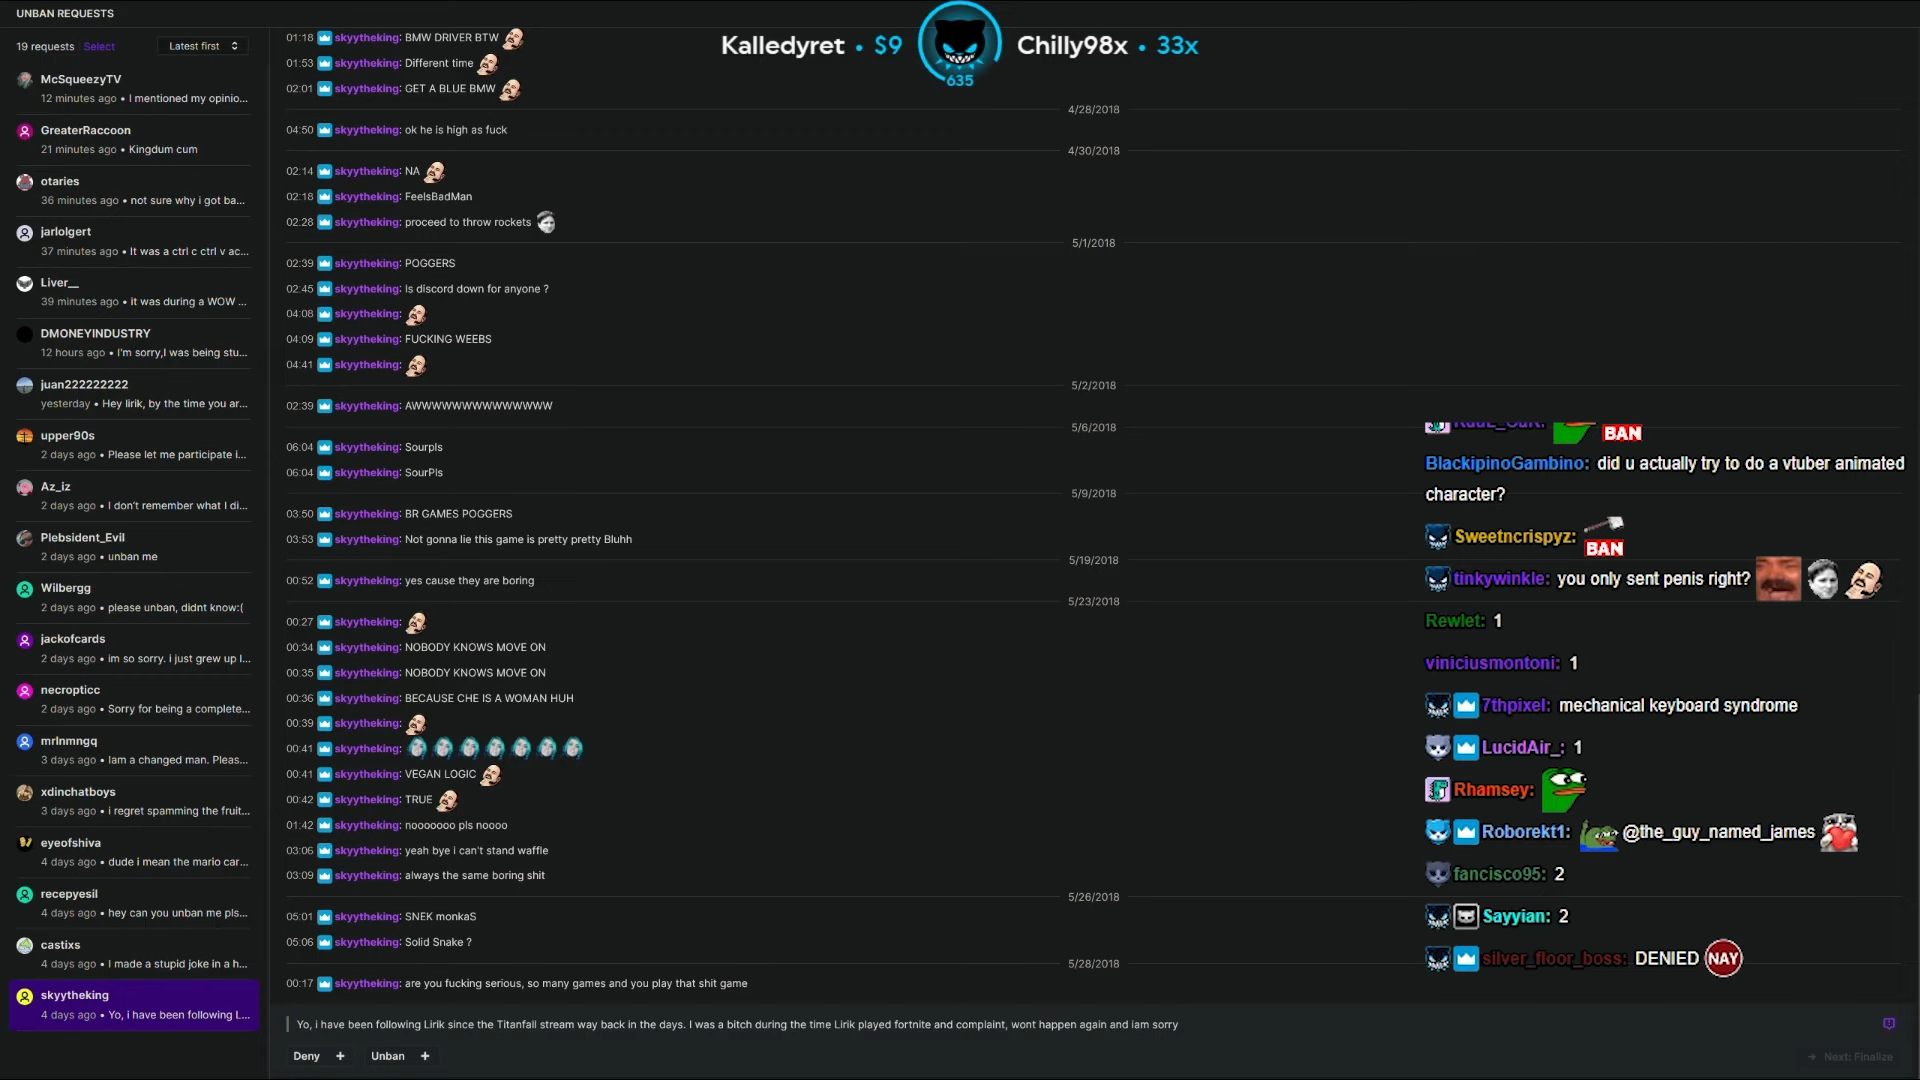 UNBAN REQUESTS
19 requests Select
Latest first
McSqueezyTV
12 minutes ago • I mentioned my opinio...
GreaterRaccoon
21 minutes ago • Kingdum cum
otaries
36 minutes ago • not sure why i got ba...
jarlolgert
37 minutes ago • It was a ctrl c ctrl v ac...
Liver__
39 minutes ago • it was during a WOW ...
DMONEYINDUSTRY
12 hours ago • I'm sorry,I was being stu...
juan222222222
yesterday • Hey lirik, by the time you ar...
upper90s
2 days ago • Please let me participate i...
Az_iz
2 days ago • I don't remember what I di...
Plebsident_Evil
2 days ago • unban me
Wilbergg
2 days ago • please unban, didnt know:(
jackofcards
2 days ago • im so sorry. i just grew up l...
necropticc
2 days ago • Sorry for being a complete...
mrlnmngq
3 days ago • Iam a changed man. Pleas...
xdinchatboys
3 days ago • i regret spamming the fruit...
eyeofshiva
4 days ago • dude i mean the mario car...
recepyesil
4 days ago • hey can you unban me pls...
castixs
4 days ago • I made a stupid joke in a h...
skyytheking
4 days ago • Yo, i have been following L...
Kalledyret • $9
635
Chilly98x • 33x
01:18 skyytheking: BMW DRIVER BTW
01:53 skyytheking: Different time
02:01 skyytheking: GET A BLUE BMW
4/28/2018
04:50 skyytheking: ok he is high as fuck
4/30/2018
02:14 skyytheking: NA
02:18 skyytheking: FeelsBadMan
02:28 skyytheking: proceed to throw rockets
5/1/2018
02:39 skyytheking: POGGERS
02:45 skyytheking: Is discord down for anyone ?
04:08 skyytheking:
04:09 skyytheking: FUCKING WEEBS
04:41 skyytheking:
5/2/2018
02:39 skyytheking: AWWWWWWWWWWWWWWW
5/6/2018
06:04 skyytheking: Sourpls
06:04 skyytheking: SourPls
5/9/2018
03:50 skyytheking: BR GAMES POGGERS
03:53 skyytheking: Not gonna lie this game is pretty pretty Bluhh
5/19/2018
00:52 skyytheking: yes cause they are boring
5/23/2018
00:27 skyytheking:
00:34 skyytheking: NOBODY KNOWS MOVE ON
00:35 skyytheking: NOBODY KNOWS MOVE ON
00:36 skyytheking: BECAUSE CHE IS A WOMAN HUH
00:39 skyytheking:
00:41 skyytheking:
00:41 skyytheking: VEGAN LOGIC
00:42 skyytheking: TRUE
01:42 skyytheking: nooooooo pls noooo
03:06 skyytheking: yeah bye i can't stand waffle
03:09 skyytheking: always the same boring shit
5/26/2018
05:01 skyytheking: SNEK monkaS
05:06 skyytheking: Solid Snake ?
5/28/2018
00:17 skyytheking: are you fucking serious, so many games and you play that shit game
Yo, i have been following Lirik since the Titanfall stream way back in the days. I was a bitch during the time Lirik played fortnite and complaint, wont happen again and iam sorry
Deny +
Unban +
→ Next: Finalize
BAN
BlackipinoGambino: did u actually try to do a vtuber animated
character?
Sweetncrispyz: BAN
tinkywinkle: you only sent penis right?
Rewlet: 1
viniciusmontoni: 1
7thpixel: mechanical keyboard syndrome
LucidAir_: 1
Rhamsey:
Roborekt1: @the_guy_named_james
fancisco95: 2
Sayyian: 2
silver_floor_boss: DENIED NAY